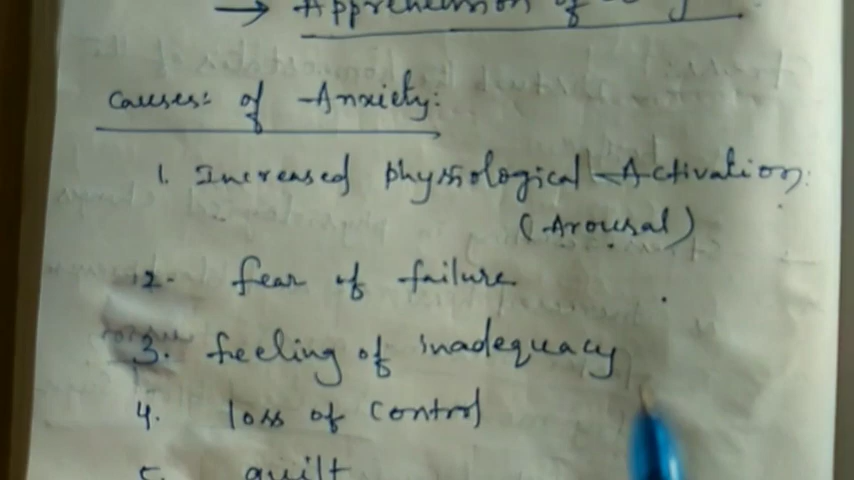 → Apprehension of
Causes: of Anxiety:
1. Increased physiological Activation:
(Arousal)
2. fear of failure
3. feeling of inadequacy
4. loss of control
5. guilt